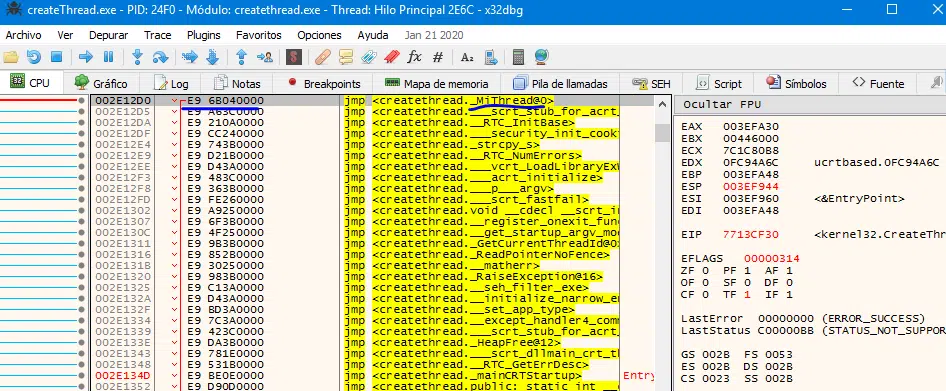 createThread.exe - PID: 24F0 - Módulo: createthread.exe - Thread: Hilo Principal 2E6C - x32dbg
Archivo Ver Depurar Trace Plugins Favoritos Opciones Ayuda Jan 21 2020
CPU Gráfico Log Notas Breakpoints Mapa de memoria Pila de llamadas SEH Script Símbolos Fuente
002E12D0 E9 6B040000 jmp <createthread._MiThread@0>
002E12D5 E9 A63C0000 jmp <createthread.___scrt_stub_for_acrt_
002E12DA E9 210A0000 jmp <createthread.__RTC_InitBase>
002E12DF E9 CC240000 jmp <createthread.___security_init_cook
002E12E4 E9 743B0000 jmp <createthread._strcpy_s>
002E12E9 E9 D21B0000 jmp <createthread.__RTC_NumErrors>
002E12EE E9 D43A0000 jmp <createthread.___vcrt_LoadLibraryExW
002E12F3 E9 483C0000 jmp <createthread.___acrt_initialize>
002E12F8 E9 363B0000 jmp <createthread.___p___argv>
002E12FD E9 FE260000 jmp <createthread.___scrt_fastfail>
002E1302 E9 A9250000 jmp <createthread.void __cdecl __scrt_in
002E1307 E9 6F3B0000 jmp <createthread.__register_onexit_func
002E130C E9 4F250000 jmp <createthread.__get_startup_argv_mod
002E1311 E9 9B3B0000 jmp <createthread._GetCurrentThreadId@0>
002E1316 E9 852B0000 jmp <createthread._ReadPointerNoFence>
002E131B E9 30250000 jmp <createthread.__matherr>
002E1320 E9 983B0000 jmp <createthread._RaiseException@16>
002E1325 E9 C13A0000 jmp <createthread.__seh_filter_exe>
002E132A E9 D43A0000 jmp <createthread.__initialize_narrow_en
002E132F E9 BD3A0000 jmp <createthread.__set_app_type>
002E1334 E9 7C3A0000 jmp <createthread.__except_handler4_comm
002E1339 E9 423C0000 jmp <createthread.___scrt_stub_for_acrt_
002E133E E9 DA3B0000 jmp <createthread._HeapFree@12>
002E1343 E9 781E0000 jmp <createthread.___scrt_dllmain_crt_th
002E1348 E9 531B0000 jmp <createthread.__RTC_GetErrDesc>
002E134D E9 BE0E0000 jmp <createthread._mainCRTStartup> Entry
002E1352 E9 D90D0000 jmp <createthread.public: static int __c
Ocultar FPU
EAX 003EFA30
EBX 00446000
ECX 7C1C80B8
EDX 0FC94A6C ucrtbased.0FC94A6C
EBP 003EFA48
ESP 003EF944
ESI 003EF960 <&EntryPoint>
EDI 003EFA48
EIP 7713CF30 <kernel32.CreateThr
EFLAGS 00000314
ZF 0 PF 1 AF 1
OF 0 SF 0 DF 0
CF 0 TF 1 IF 1
LastError 00000000 (ERROR_SUCCESS)
LastStatus C00000BB (STATUS_NOT_SUPPOR
GS 002B FS 0053
ES 002B DS 002B
CS 0023 SS 002B